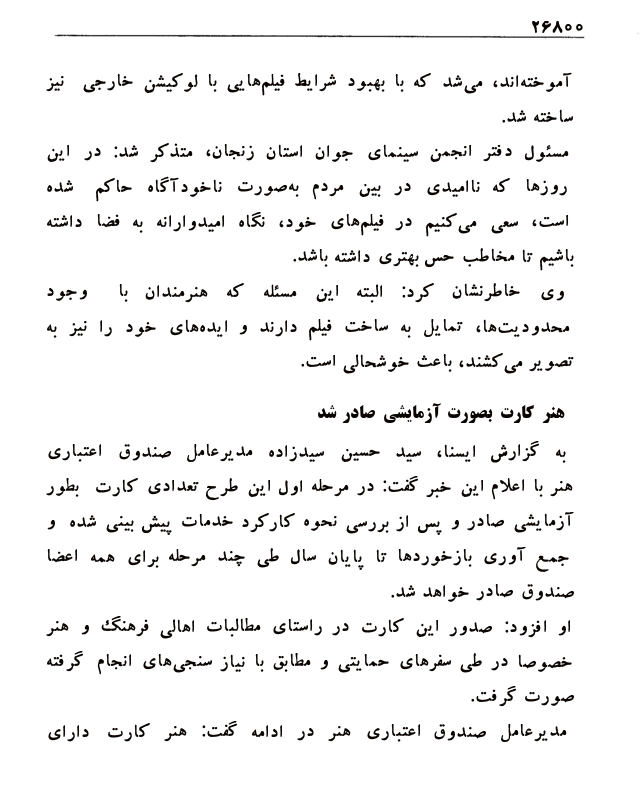 ۲۶۸۰۰
آموخته‌اند، می‌شد که با بهبود شرایط فیلم‌هایی با لوکیشن خارجی نیز
ساخته شد.
مسئول دفتر انجمن سینمای جوان استان زنجان، متذکر شد: در این
روزها که ناامیدی در بین مردم به‌صورت ناخودآگاه حاکم شده
است، سعی می‌کنیم در فیلم‌های خود، نگاه امیدوارانه به فضا داشته
باشیم تا مخاطب حس بهتری داشته باشد.
وی خاطرنشان کرد: البته این مسئله که هنرمندان با وجود
محدودیت‌ها، تمایل به ساخت فیلم دارند و ایده‌های خود را نیز به
تصویر می‌کشند، باعث خوشحالی است.
هنر کارت بصورت آزمایشی صادر شد
به گزارش ایسنا، سید حسین سیدزاده مدیرعامل صندوق اعتباری
هنر با اعلام این خبر گفت: در مرحله اول این طرح تعدادی کارت بطور
آزمایشی صادر و پس از بررسی نحوه کارکرد خدمات پیش بینی شده و
جمع آوری بازخوردها تا پایان سال طی چند مرحله برای همه اعضا
صندوق صادر خواهد شد.
او افزود: صدور این کارت در راستای مطالبات اهالی فرهنگ و هنر
خصوصا در طی سفرهای حمایتی و مطابق با نیاز سنجی‌های انجام گرفته
صورت گرفت.
مدیرعامل صندوق اعتباری هنر در ادامه گفت: هنر کارت دارای